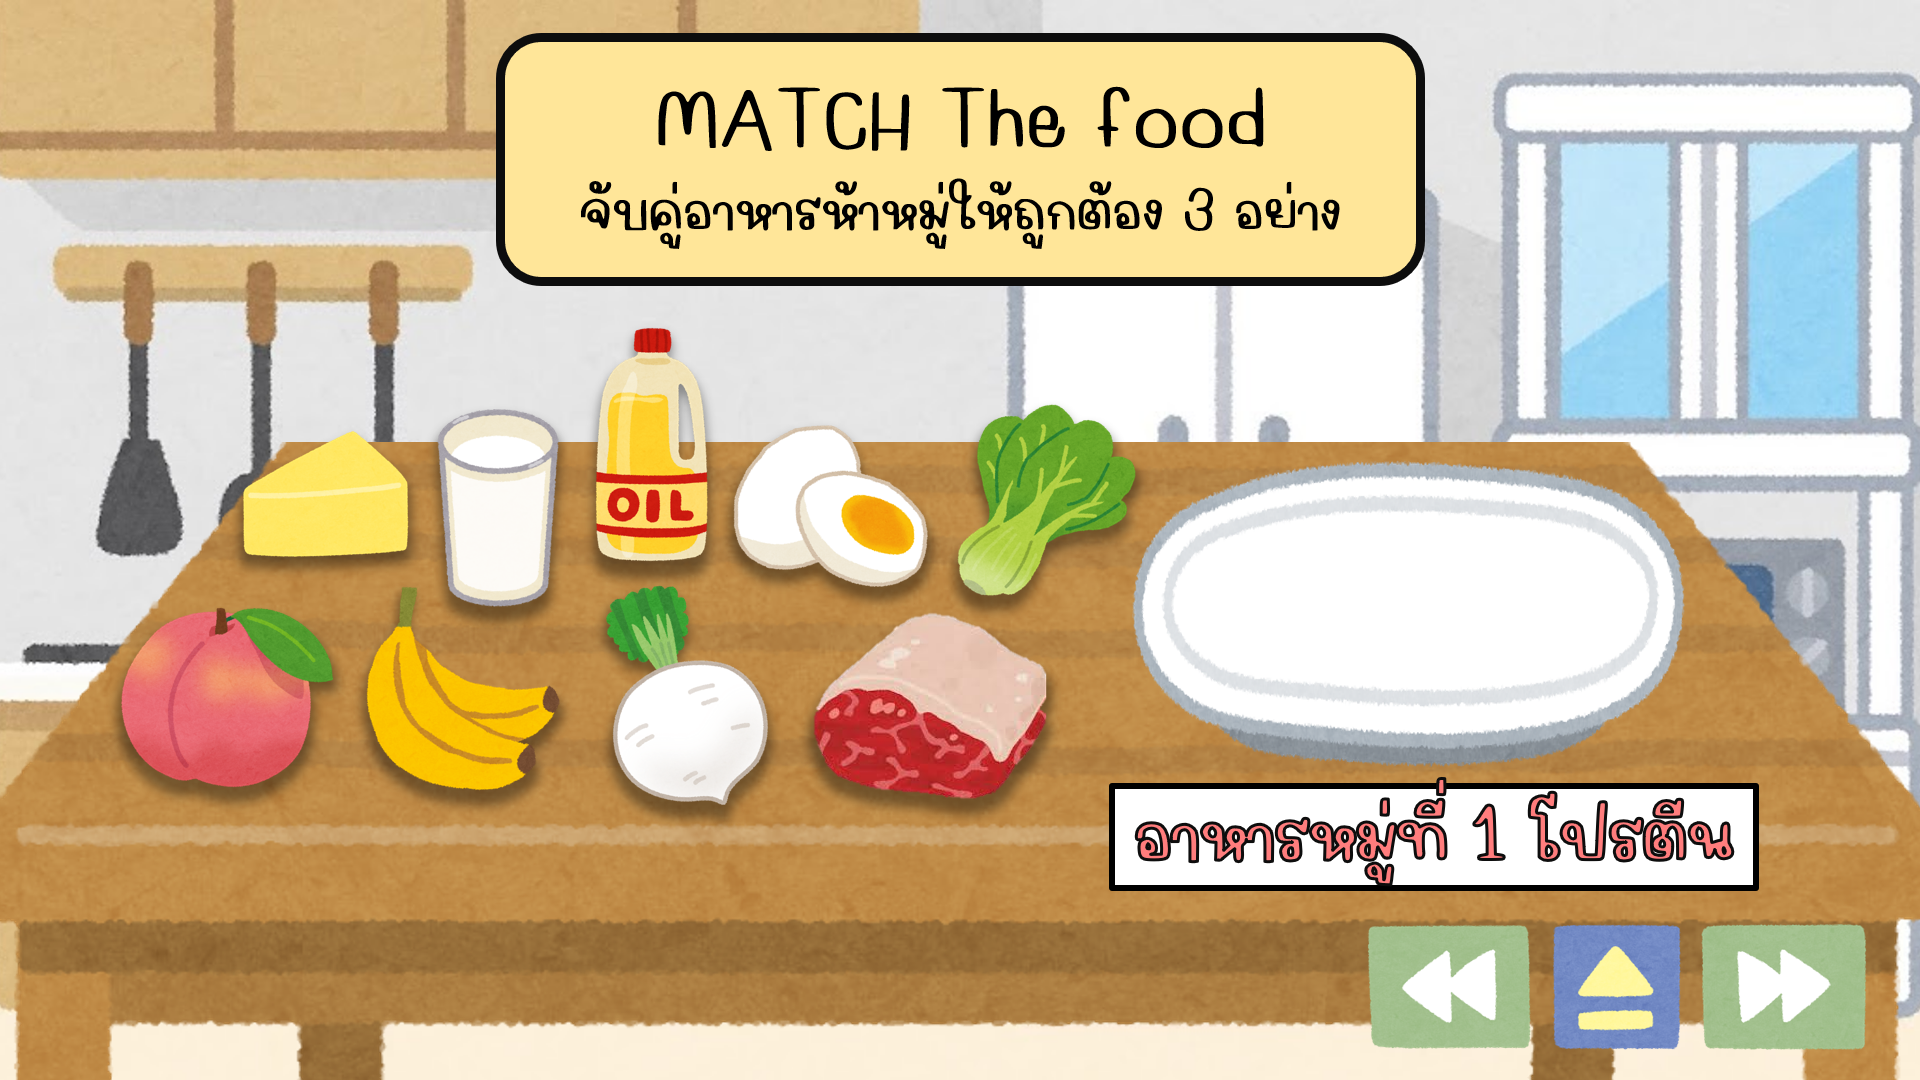 MATCH The food
จับคู่อาหารห้าหมู่ให้ถูกต้อง 3 อย่าง
OIL
อาหารหมู่ที่ 1 โปรตีน